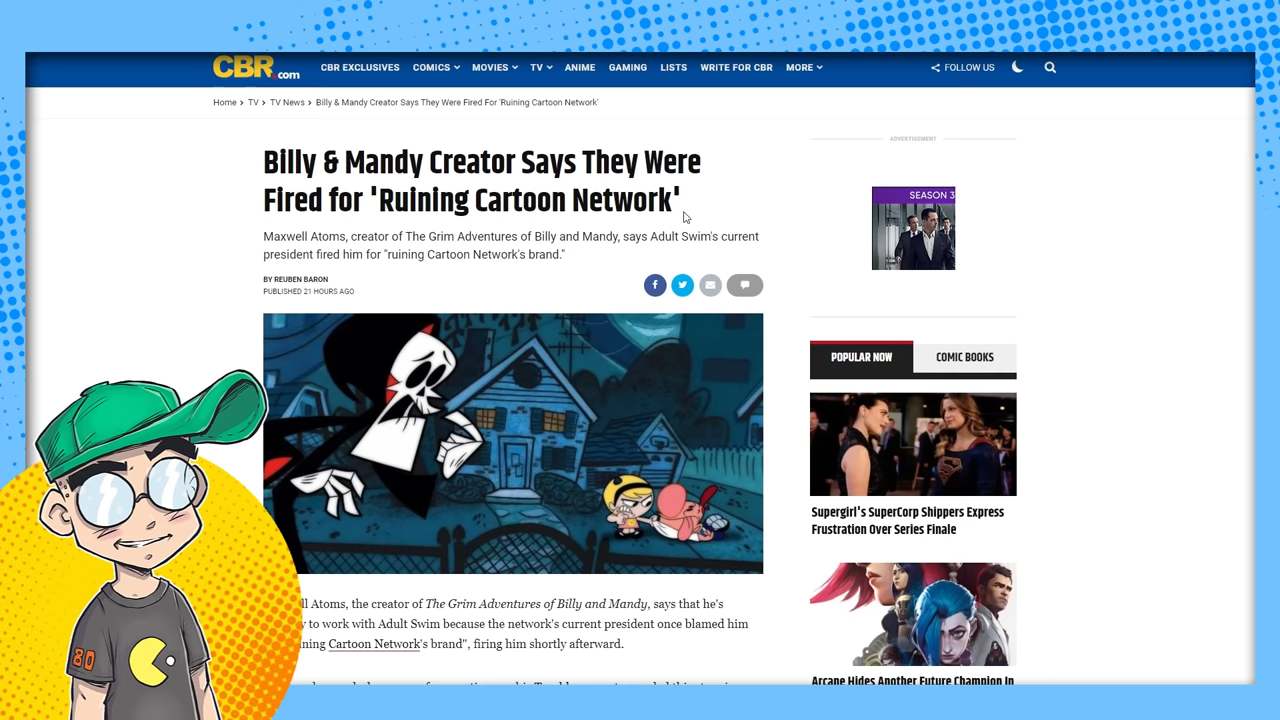 CBR.com
CBR EXCLUSIVES COMICS MOVIES TV ANIME GAMING LISTS WRITE FOR CBR MORE FOLLOW US
Home > TV > TV News > Billy & Mandy Creator Says They Were Fired For 'Ruining Cartoon Network'
Billy & Mandy Creator Says They Were
Fired for 'Ruining Cartoon Network'
Maxwell Atoms, creator of The Grim Adventures of Billy and Mandy, says Adult Swim's current
president fired him for "ruining Cartoon Network's brand."
BY REUBEN BARON
PUBLISHED 21 HOURS AGO
ll Atoms, the creator of The Grim Adventures of Billy and Mandy, says that he's
y to work with Adult Swim because the network's current president once blamed him
ning Cartoon Network's brand", firing him shortly afterward.
ADVERTISEMENT
SEASON 3
POPULAR NOW COMIC BOOKS
Supergirl's SuperCorp Shippers Express
Frustration Over Series Finale
Arcane Hides Another Future Champion In
80